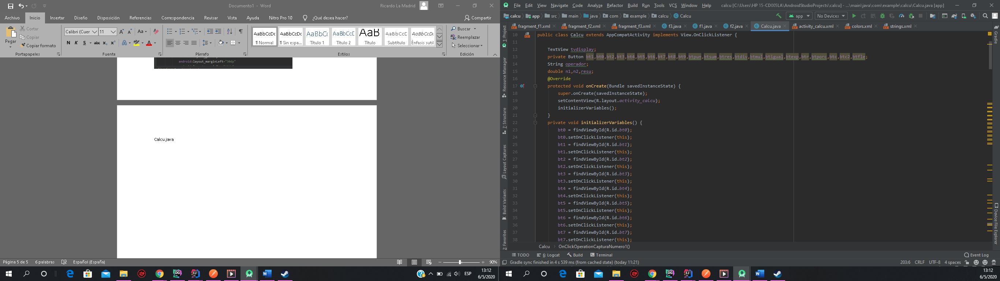 Documento1 - Word
Ricardo La Madrid
Archivo Inicio Insertar Diseño Disposición Referencias Correspondencia Revisar Vista Ayuda Nitro Pro 10 ¿Qué desea hacer? Compartir
Pegar
Cortar
Copiar
Copiar formato
Portapapeles
Calibri (Cuer 11
N K S abc x₂ x²
Fuente
Párrafo
AaBbCcDc AaBbCcDc AaBbCc AaBbCcD AaB AaBbCcD AaBbCcDc
¶ Normal ¶ Sin espa... Título 1 Título 2 Título Subtítulo Énfasis sutil
Estilos
Buscar
Reemplazar
Seleccionar
Edición
android:layout_marginLeft="30dp"
Calcu.java
Página 5 de 5 6 palabras Español (España) 90%
ESP 13:12
6/5/2020
File Edit View Navigate Code Analyze Refactor Build Run Tools VCS Window Help calcu [C:\Users\HP 15-CD005LA\AndroidStudioProjects\calcu] - ...\main\java\com\example\calcu\Calcu.java [app]
calcu app src main java com example calcu Calcu app No Devices
fragment_f1.xml fragment_f2.xml fragment_f3.xml f3.java f1.java f2.java Calcu.java activity_calcu.xml colors.xml strings.xml
1: Project
Resource Manager
7: Structure
Layout Captures
Build Variants
2: Favorites
Gradle
Device File Explorer
10 public class Calcu extends AppCompatActivity implements View.OnClickListener {
11
12 TextView tvdisplay;
13 private Button bt1,bt0,bt2,bt3,bt4,bt5,bt6,bt7,bt8,bt9,btpun,btsum,btres,btdiv,btmul,btigual,btexp,btr,btporc,btc,btc2,btfle;
14 String operador;
15 double n1,n2,resu;
16 @Override
17 protected void onCreate(Bundle savedInstanceState) {
18 super.onCreate(savedInstanceState);
19 setContentView(R.layout.activity_calcu);
20 initializerVariables();
21 }
22 private void initializerVariables() {
23 bt0 = findViewById(R.id.bt0);
24 bt0.setOnClickListener(this);
25 bt1 = findViewById(R.id.bt1);
26 bt1.setOnClickListener(this);
27 bt2 = findViewById(R.id.bt2);
28 bt2.setOnClickListener(this);
29 bt3 = findViewById(R.id.bt3);
30 bt3.setOnClickListener(this);
31 bt4 = findViewById(R.id.bt4);
32 bt4.setOnClickListener(this);
33 bt5 = findViewById(R.id.bt5);
34 bt5.setOnClickListener(this);
35 bt6 = findViewById(R.id.bt6);
36 bt6.setOnClickListener(this);
37 bt7 = findViewById(R.id.bt7);
38 bt7.setOnClickListener(this);
Calcu OnClickOperationCapturaNumero1()
TODO 6: Logcat Build Terminal Event Log
Gradle sync finished in 4 s 539 ms (from cached state) (today 11:21) 203:6 CRLF UTF-8 4 spaces
13:12
6/5/2020